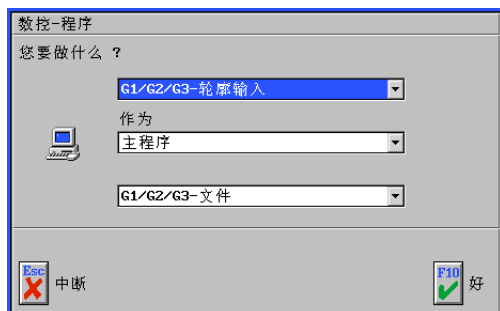 数控-程序
您要做什么 ?
G1/G2/G3-轮廓输入
作为
主程序
G1/G2/G3-文件
Esc
中断
F10
好